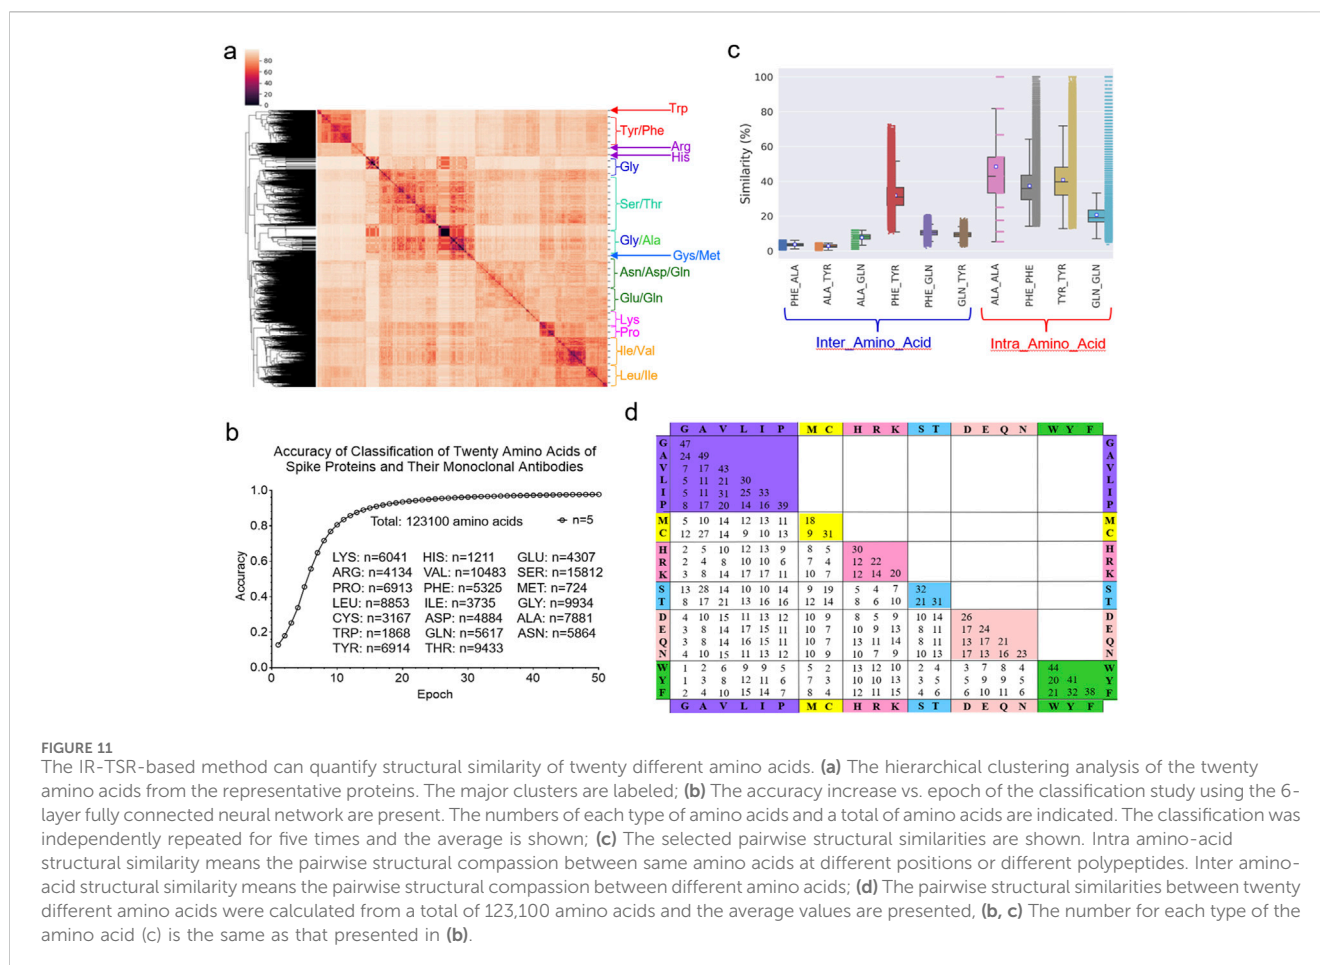 a
80
60
40
20
0
Trp
Tyr/Phe
Arg
His
Gly
Ser/Thr
Gly/Ala
Gys/Met
Asn/Asp/Gln
Glu/Gln
Lys
Pro
Ile/Val
Leu/Ile
c
100
80
60
40
20
0
Similarity (%)
PHE_ALA
ALA_TYR
ALA_GLN
PHE_TYR
PHE_GLN
GLN_TYR
ALA_ALA
PHE_PHE
TYR_TYR
GLN_GLN
Inter_Amino_Acid
Intra_Amino_Acid
b
Accuracy of Classification of Twenty Amino Acids of
Spike Proteins and Their Monoclonal Antibodies
1.0
0.8
0.6
0.4
0.2
0.0
Accuracy
Total: 123100 amino acids
n=5
LYS: n=6041 HIS: n=1211 GLU: n=4307
ARG: n=4134 VAL: n=10483 SER: n=15812
PRO: n=6913 PHE: n=5325 MET: n=724
LEU: n=8853 ILE: n=3735 GLY: n=9934
CYS: n=3167 ASP: n=4884 ALA: n=7881
TRP: n=1868 GLN: n=5617 ASN: n=5864
TYR: n=6914 THR: n=9433
0 10 20 30 40 50
Epoch
d
G A V L I P M C H R K S T D E Q N W Y F
G 47 G
A 24 49 A
V 7 17 43 V
L 5 11 21 30 L
I 5 11 31 25 33 I
P 8 17 20 14 16 39 P
M 5 10 14 12 13 11 18 M
C 12 27 14 9 10 13 9 31 C
H 2 5 10 12 13 9 8 5 30 H
R 2 4 8 10 10 6 7 4 12 22 R
K 3 8 14 17 17 11 10 7 12 14 20 K
S 13 28 14 10 10 14 9 19 5 4 7 32 S
T 8 17 21 13 16 16 12 14 8 6 10 21 31 T
D 4 10 15 11 13 12 10 9 8 5 9 10 14 26 D
E 3 8 14 17 15 11 10 7 10 9 13 8 11 17 24 E
Q 3 8 14 16 15 11 10 7 13 11 14 8 11 13 17 21 Q
N 4 10 15 11 13 12 10 9 10 7 9 10 13 17 13 16 23 N
W 1 2 6 9 9 5 5 2 13 12 10 2 4 3 7 8 4 44 W
Y 1 3 8 12 11 6 7 3 10 10 13 3 5 5 9 9 5 20 41 Y
F 2 4 10 15 14 7 8 4 12 11 15 4 6 6 10 11 6 21 32 38 F
G A V L I P M C H R K S T D E Q N W Y F
FIGURE 11
The IR-TSR-based method can quantify structural similarity of twenty different amino acids. (a) The hierarchical clustering analysis of the twenty
amino acids from the representative proteins. The major clusters are labeled; (b) The accuracy increase vs. epoch of the classification study using the 6-
layer fully connected neural network are present. The numbers of each type of amino acids and a total of amino acids are indicated. The classification was
independently repeated for five times and the average is shown; (c) The selected pairwise structural similarities are shown. Intra amino-acid
structural similarity means the pairwise structural compassion between same amino acids at different positions or different polypeptides. Inter amino-
acid structural similarity means the pairwise structural compassion between different amino acids; (d) The pairwise structural similarities between twenty
different amino acids were calculated from a total of 123,100 amino acids and the average values are presented, (b, c) The number for each type of the
amino acid (c) is the same as that presented in (b).